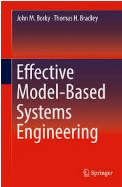 John M. Borky · Thomas H. Bradley
Effective
Model-Based
Systems
Engineering
Springer